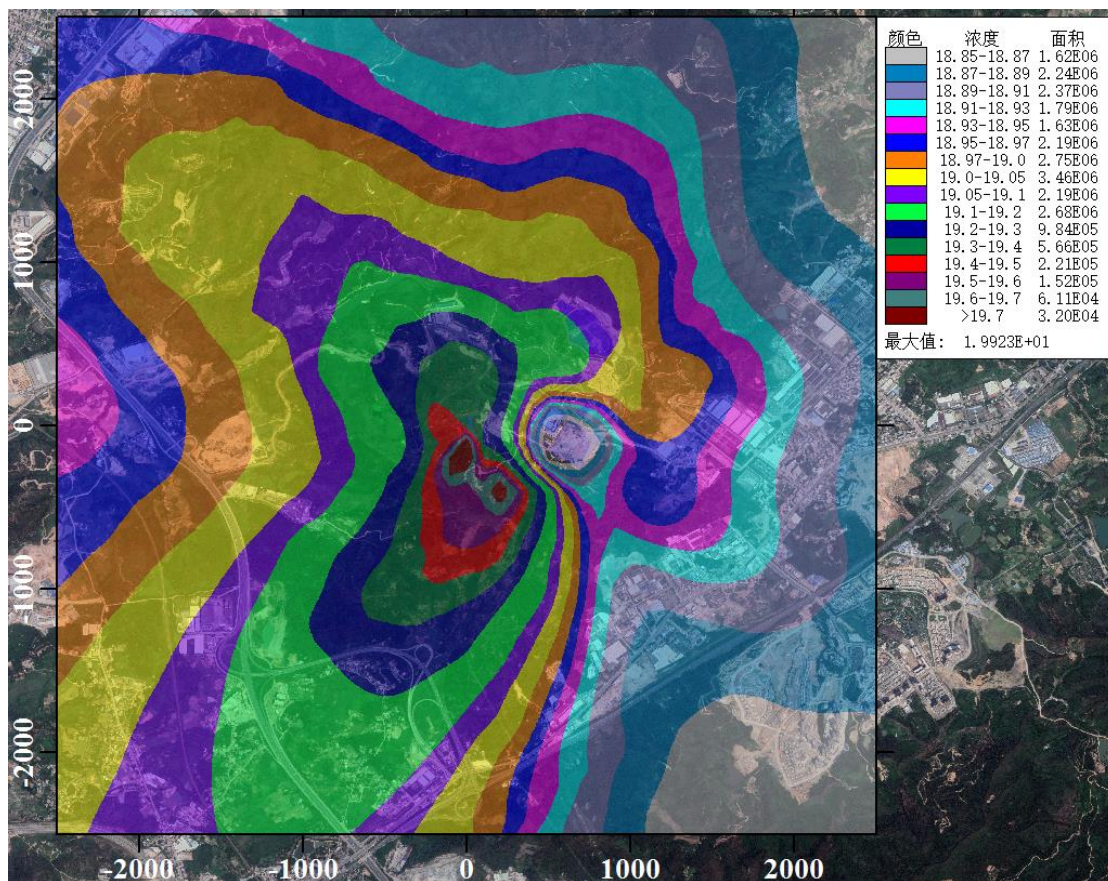 颜色 浓度 面积
18.85-18.87 1.62E06
18.87-18.89 2.24E06
18.89-18.91 2.37E06
18.91-18.93 1.79E06
18.93-18.95 1.63E06
18.95-18.97 2.19E06
18.97-19.0 2.75E06
19.0-19.05 3.46E06
19.05-19.1 2.19E06
19.1-19.2 2.68E06
19.2-19.3 9.84E05
19.3-19.4 5.66E05
19.4-19.5 2.21E05
19.5-19.6 1.52E05
19.6-19.7 6.11E04
>19.7 3.20E04
最大值: 1.9923E+01
2000
1000
0
-1000
-2000
-2000 -1000 0 1000 2000